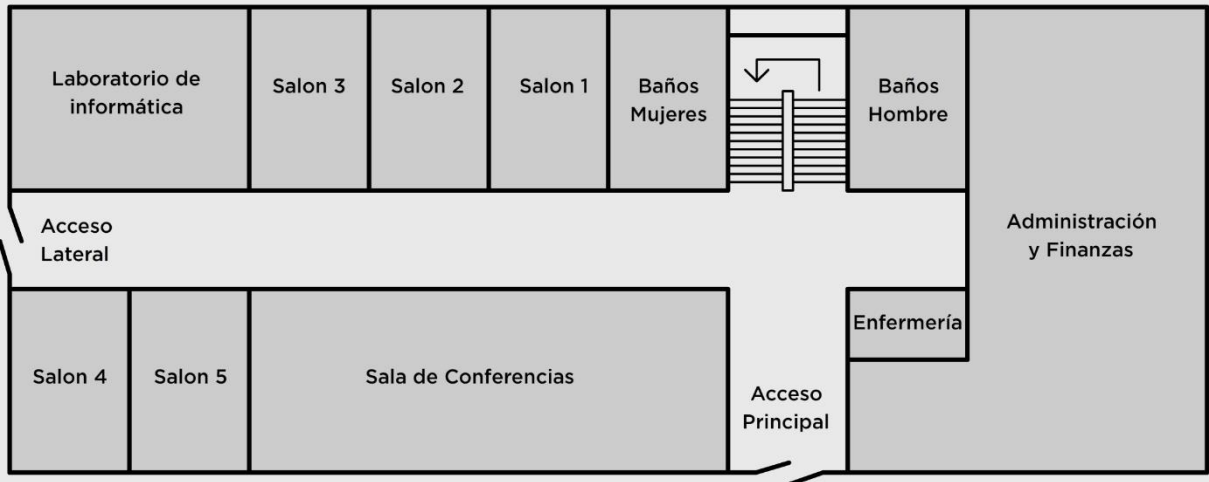 Laboratorio de
informática
Salon 3
Salon 2
Salon 1
Baños
Mujeres
Baños
Hombre
Acceso
Lateral
Administración
y Finanzas
Enfermería
Salon 4
Salon 5
Sala de Conferencias
Acceso
Principal